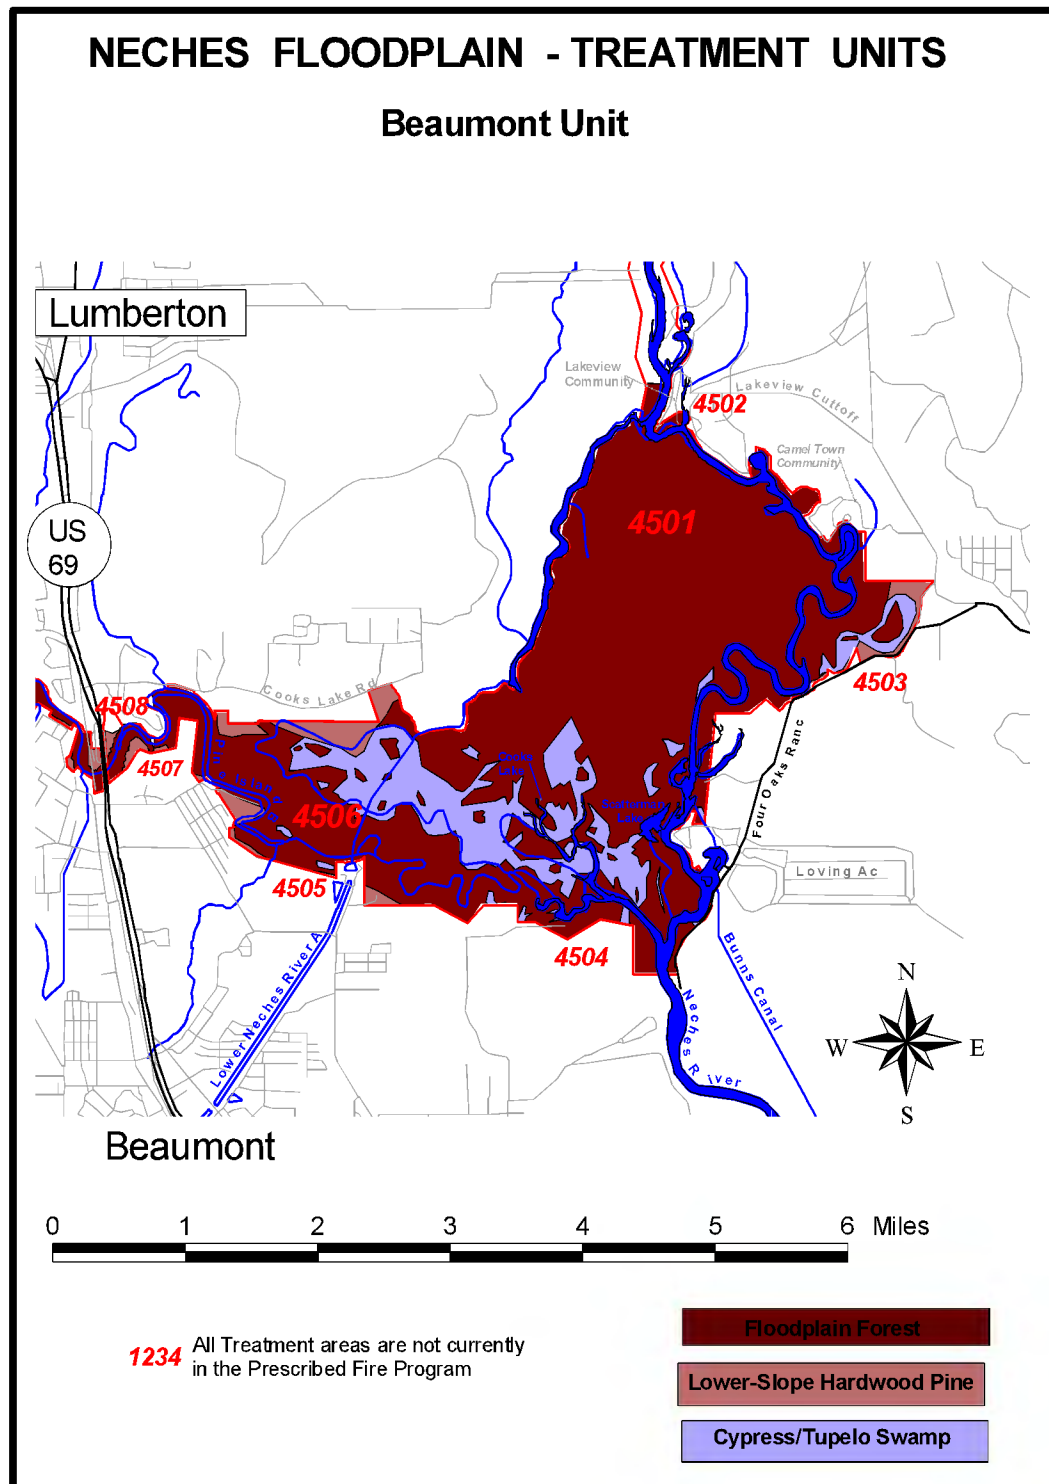 NECHES FLOODPLAIN - TREATMENT UNITS
Beaumont Unit
Lumberton
Lakeview
Community
4502
Lakeview Cuttoff
Camel Town
Community
4501
US
69
4503
Cooks Lake Rd
4508
4507
Cooks
Lake
Lake
4506
Four Oaks Ranc
4505
Loving Ac
4504
Lower Neches River A
Bunns Canal
Neches River
N
W
E
S
Beaumont
0 1 2 3 4 5 6 Miles
1234 All Treatment areas are not currently
in the Prescribed Fire Program
Floodplain Forest
Lower-Slope Hardwood Pine
Cypress/Tupelo Swamp